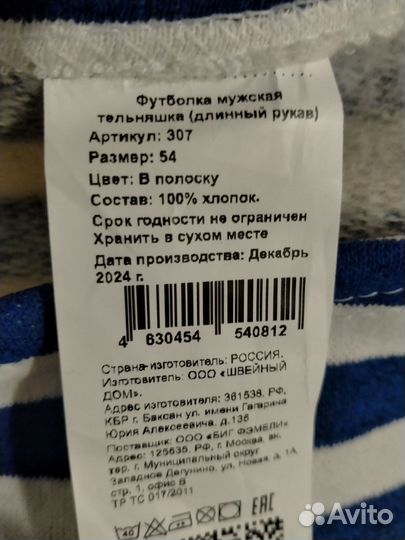 Футболка мужская
тельняшка (длинный рукав)
Артикул: 307
Размер: 54
Цвет: В полоску
Состав: 100% хлопок.
Срок годности не ограничен
Хранить в сухом месте
Дата производства: Декабрь
2024 г.
4 630454 540812
Страна-изготовитель: РОССИЯ.
Изготовитель: ООО «ШВЕЙНЫЙ
ДОМ».
Адрес изготовителя: 361538, РФ,
КБР г. Баксан ул. имени Гагарина
Юрия Алексеевича, д.136
Поставщик: ООО «БИГ ФЭМЕЛИ»
Адрес: 125635, РФ, г. Москва, вн.
тер. г. Муниципальный округ
Западное Дегунино, ул. Новая, з. 1А
стр. 1, офис В
ТР ТС 017/2011
40
EAC
Avito